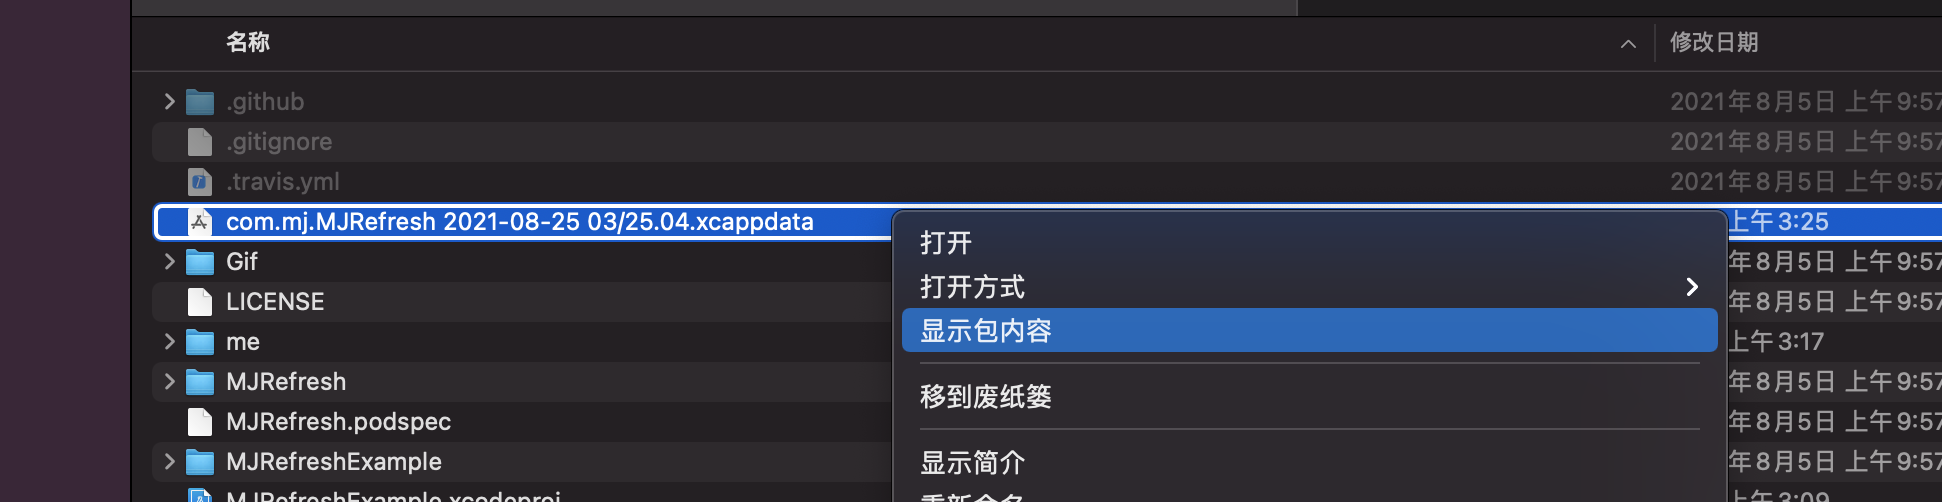 名称 修改日期
.github 2021年8月5日 上午9:57
.gitignore 2021年8月5日 上午9:57
.travis.yml 2021年8月5日 上午9:57
com.mj.MJRefresh 2021-08-25 03/25.04.xcappdata 上午3:25
打开
Gif 年8月5日 上午9:57
打开方式
LICENSE 年8月5日 上午9:57
显示包内容
me 上午3:17
MJRefresh 年8月5日 上午9:57
移到废纸篓
MJRefresh.podspec 年8月5日 上午9:57
MJRefreshExample 年8月5日 上午9:57
显示简介
MJRefreshExample.xcodeproj 上午3:09
重新命名